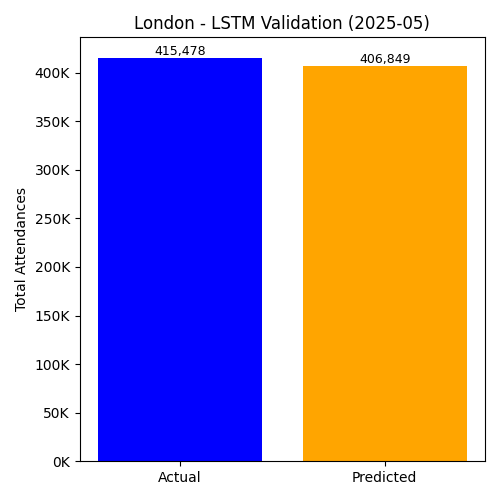 London - LSTM Validation (2025-05)
415,478
406,849
Total Attendances
400K
350K
300K
250K
200K
150K
100K
50K
0K
Actual
Predicted